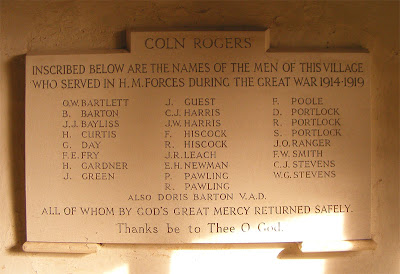 COLN ROGERS
INSCRIBED BELOW ARE THE NAMES OF THE MEN OF THIS VILLAGE
WHO SERVED IN H.M. FORCES DURING THE GREAT WAR 1914-1919
G.W. BARTLETT
B. BARTON
J.J. BAYLISS
H. CURTIS
G. DAY
F.E. FRY
H. GARDNER
J. GREEN
J. GUEST
C.J. HARRIS
J.W. HARRIS
F. HISCOCK
R. HISCOCK
J.R. LEACH
E.H. NEWMAN
P. PAWLING
R. PAWLING
F. POOLE
D. PORTLOCK
R. PORTLOCK
S. PORTLOCK
J.O. RANGER
F.W. SMITH
C.J. STEVENS
W.G. STEVENS
ALSO DORIS BARTON V.A.D.
ALL OF WHOM BY GOD'S GREAT MERCY RETURNED SAFELY.
Thanks be to Thee O God.